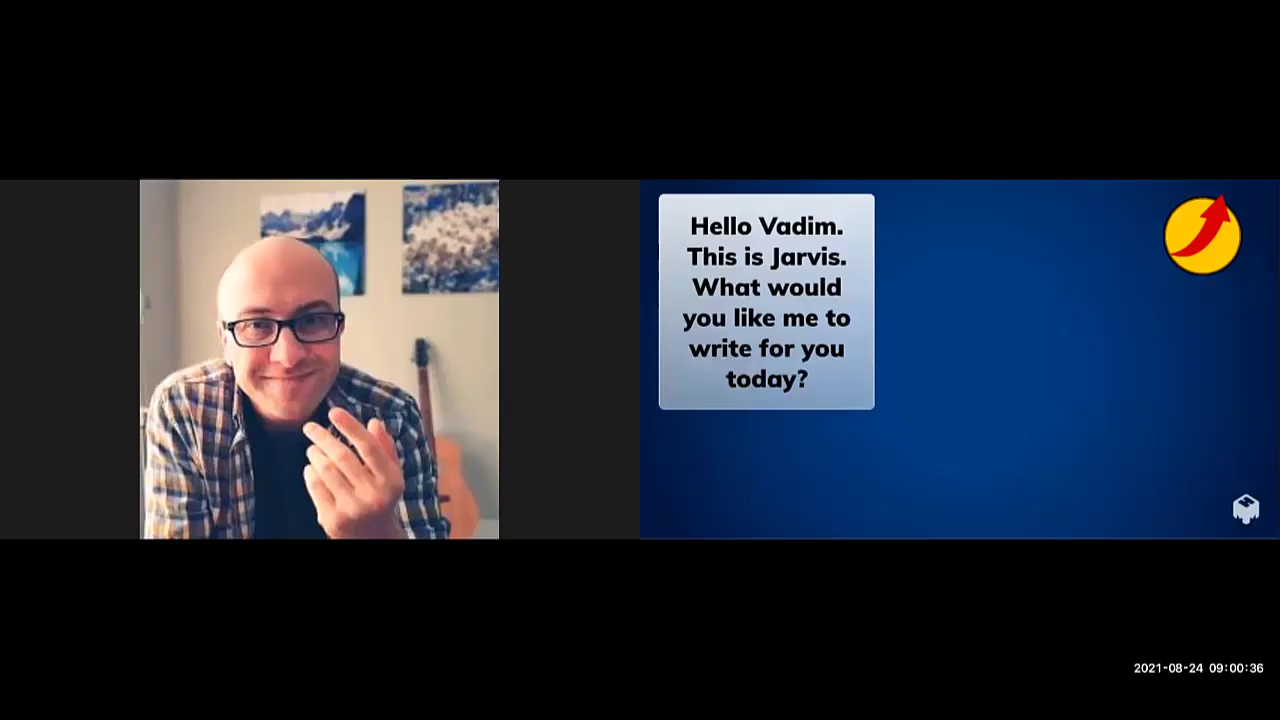 Hello Vadim.
This is Jarvis.
What would
you like me to
write for you
today?
2021-08-24 09:00:36